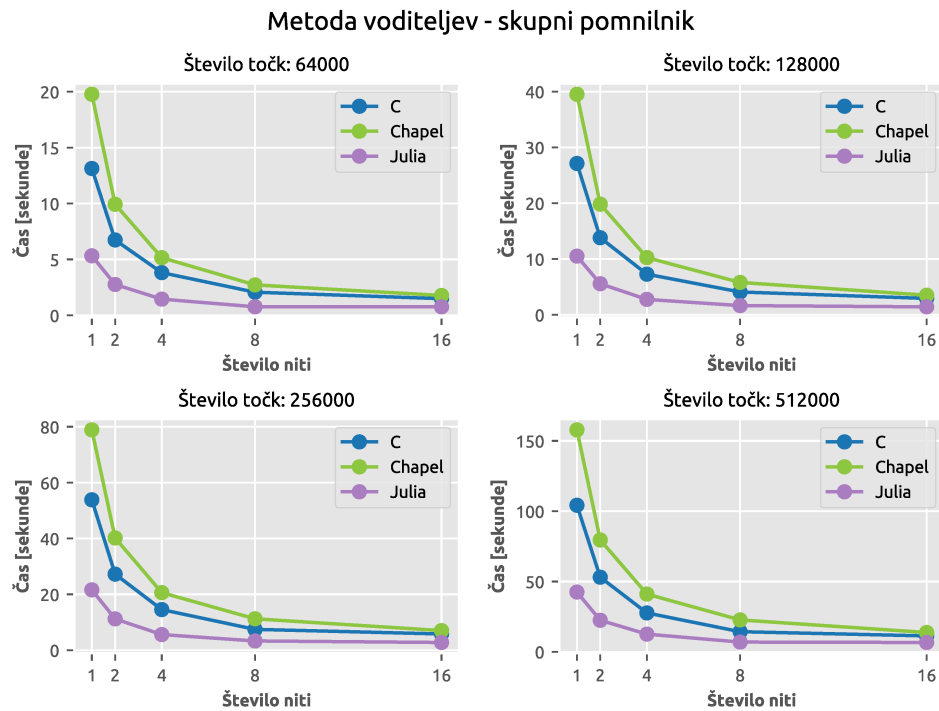 Metoda voditeljev - skupni pomnilnik
Število točk: 64000
20
15
10
5
0
Čas [sekunde]
C
Chapel
Julia
1 2 4 8 16
Število niti
Število točk: 128000
40
30
20
10
0
Čas [sekunde]
C
Chapel
Julia
1 2 4 8 16
Število niti
Število točk: 256000
80
60
40
20
0
Čas [sekunde]
C
Chapel
Julia
1 2 4 8 16
Število niti
Število točk: 512000
150
100
50
0
Čas [sekunde]
C
Chapel
Julia
1 2 4 8 16
Število niti